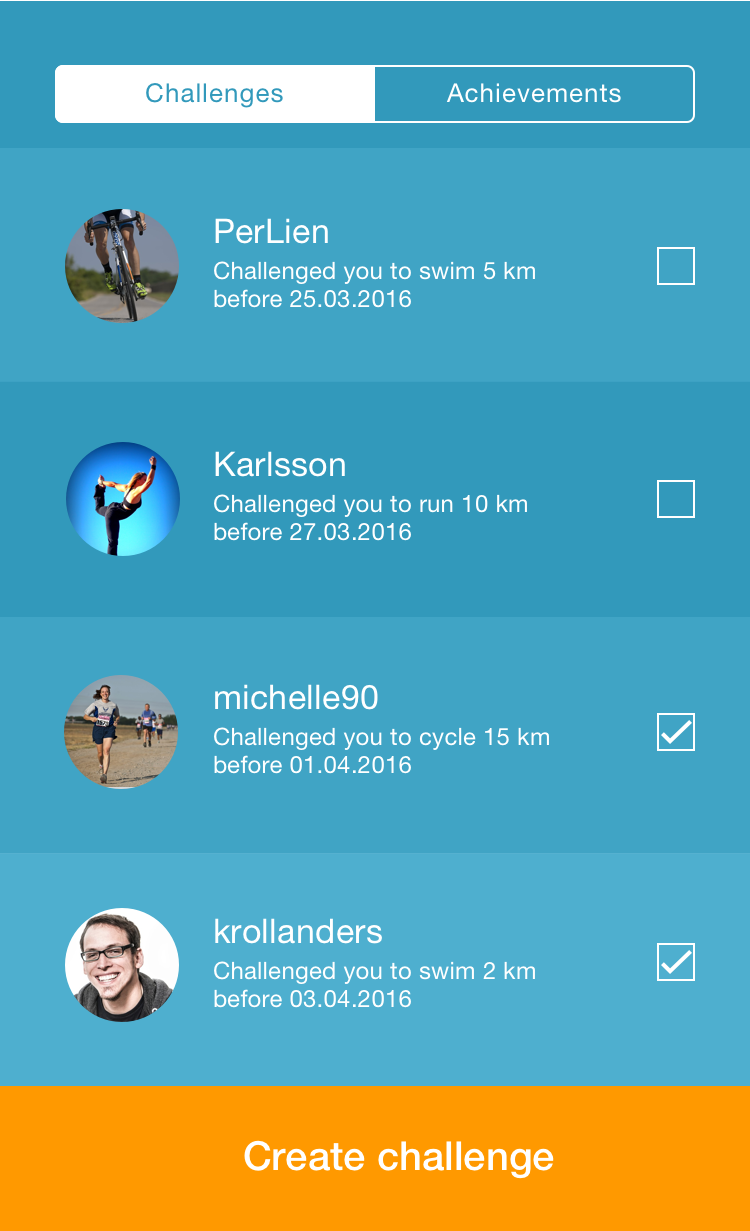 Challenges
Achievements
PerLien
Challenged you to swim 5 km
before 25.03.2016
Karlsson
Challenged you to run 10 km
before 27.03.2016
michelle90
Challenged you to cycle 15 km
before 01.04.2016
krollanders
Challenged you to swim 2 km
before 03.04.2016
Create challenge